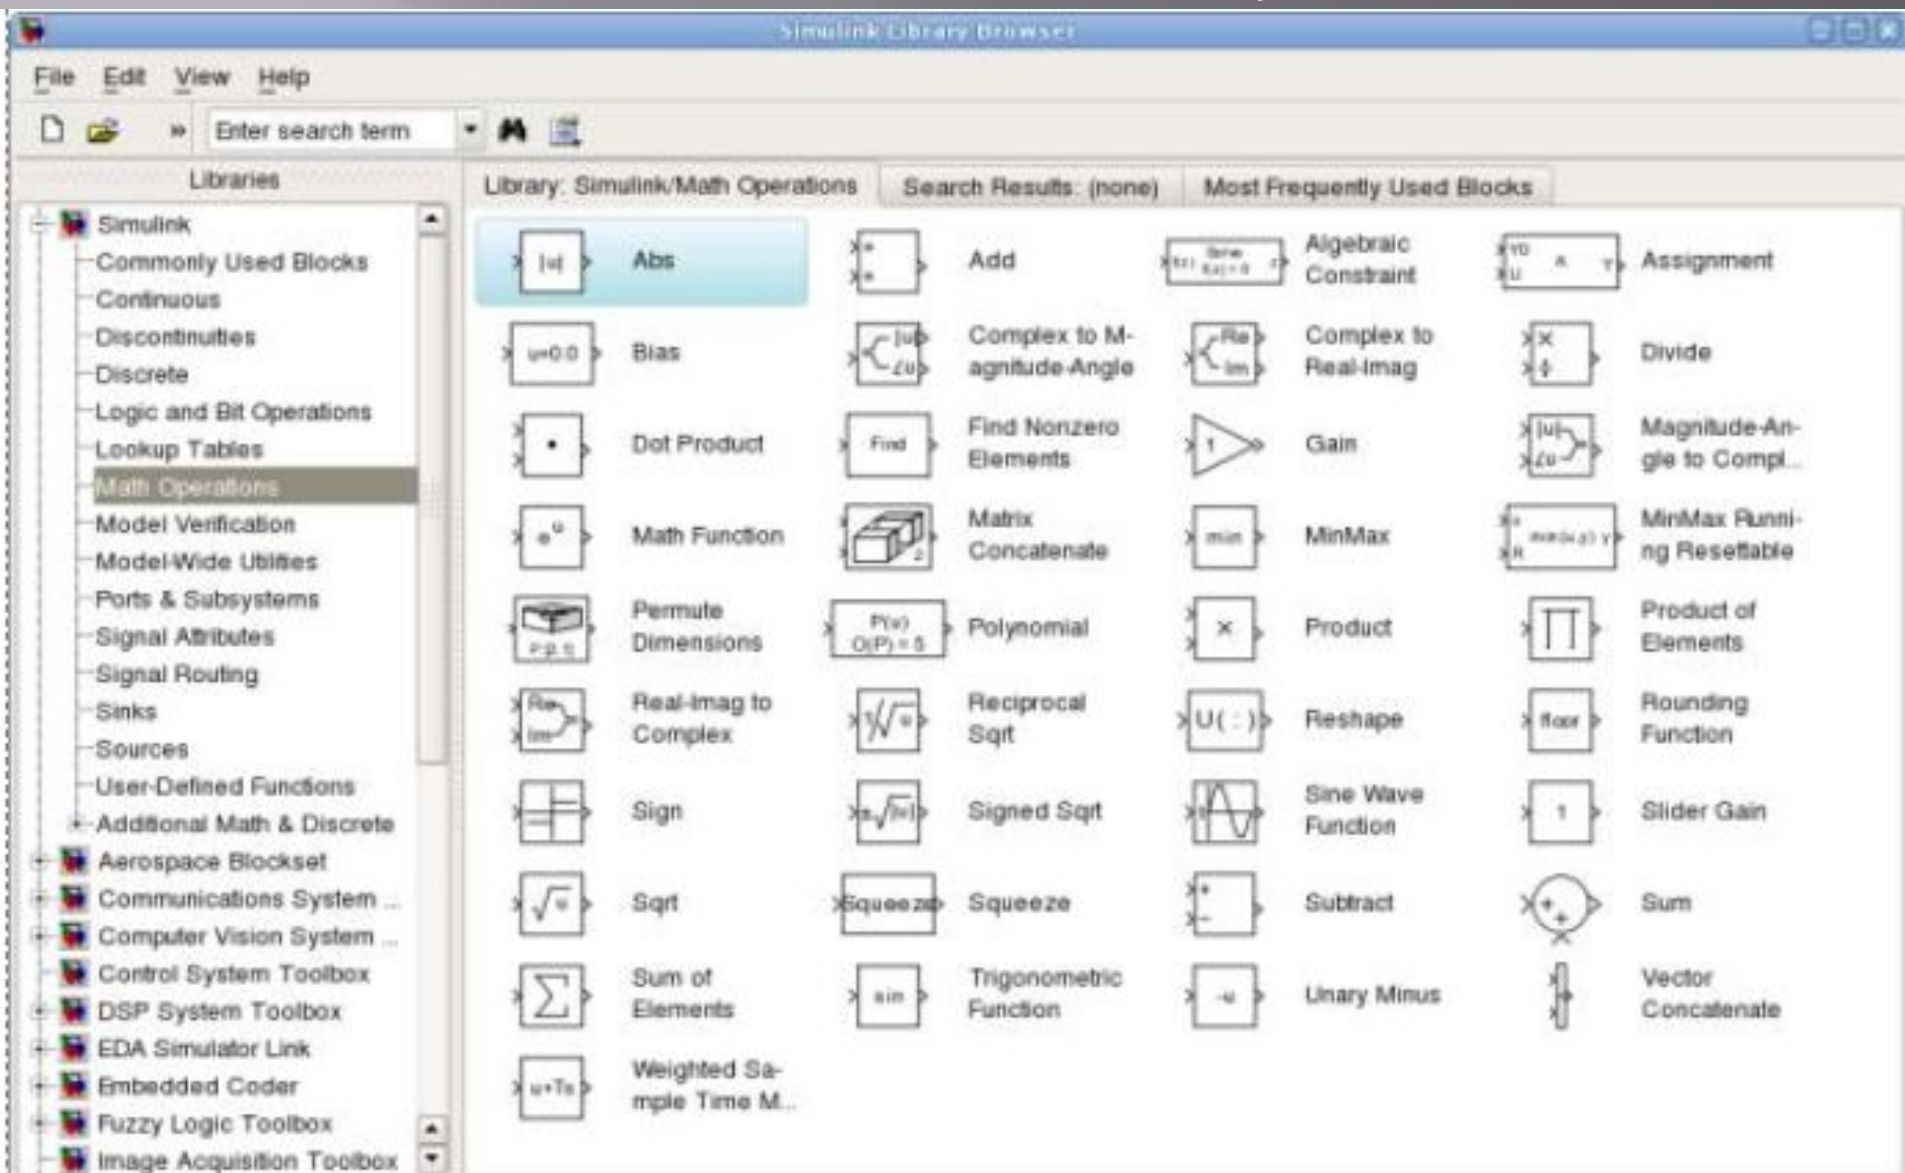 Simulink Library Browser
File Edit View Help
Enter search term
Libraries
Library: Simulink/Math Operations
Search Results: (none)
Most Frequently Used Blocks
Simulink
Commonly Used Blocks
Continuous
Discontinuities
Discrete
Logic and Bit Operations
Lookup Tables
Math Operations
Model Verification
Model-Wide Utilities
Ports & Subsystems
Signal Attributes
Signal Routing
Sinks
Sources
User-Defined Functions
Additional Math & Discrete
Aerospace Blockset
Communications System ...
Computer Vision System ...
Control System Toolbox
DSP System Toolbox
EDA Simulator Link
Embedded Coder
Fuzzy Logic Toolbox
Image Acquisition Toolbox
|u| Abs
Add
Algebraic
Constraint
Assignment
Bias
|u|
∠u
Complex to M-
agnitude-Angle
Re
Im
Complex to
Real-Imag
×
÷
Divide
Dot Product
Find
Find Nonzero
Elements
1 Gain
|u|
∠u
Magnitude-An-
gle to Compl...
Math Function
Matrix
Concatenate
min MinMax
MinMax Runni-
ng Resettable
Permute
Dimensions
P(u)
O(P) = 5
Polynomial
× Product
Product of
Elements
Re
Im
Real-Imag to
Complex
Reciprocal
Sqrt
U( : ) Reshape
floor
Rounding
Function
Sign
Signed Sqrt
Sine Wave
Function
1 Slider Gain
√u Sqrt
Squeeze Squeeze
+
−
Subtract
+
+
Sum
∑
Sum of
Elements
sin
Trigonometric
Function
-u Unary Minus
Vector
Concatenate
u+Ts
Weighted Sa-
mple Time M...